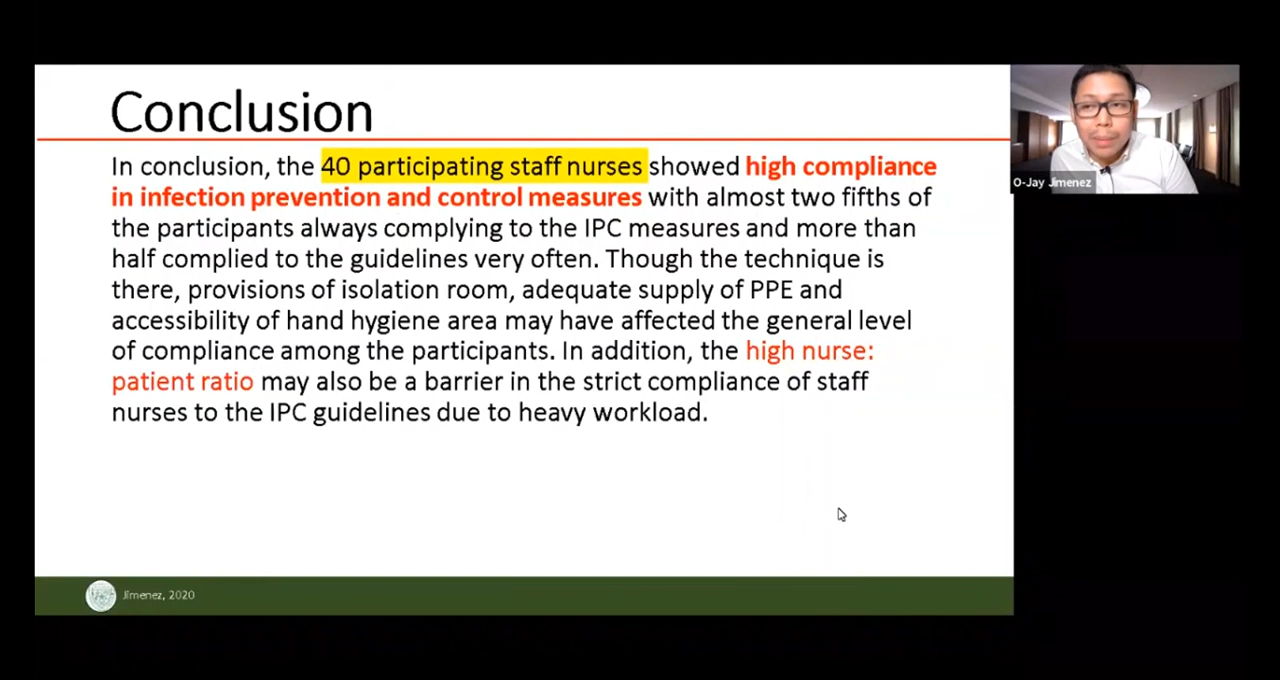 Conclusion
In conclusion, the 40 participating staff nurses showed high compliance
in infection prevention and control measures with almost two fifths of
the participants always complying to the IPC measures and more than
half complied to the guidelines very often. Though the technique is
there, provisions of isolation room, adequate supply of PPE and
accessibility of hand hygiene area may have affected the general level
of compliance among the participants. In addition, the high nurse:
patient ratio may also be a barrier in the strict compliance of staff
nurses to the IPC guidelines due to heavy workload.
O-Jay Jimenez
Jimenez, 2020